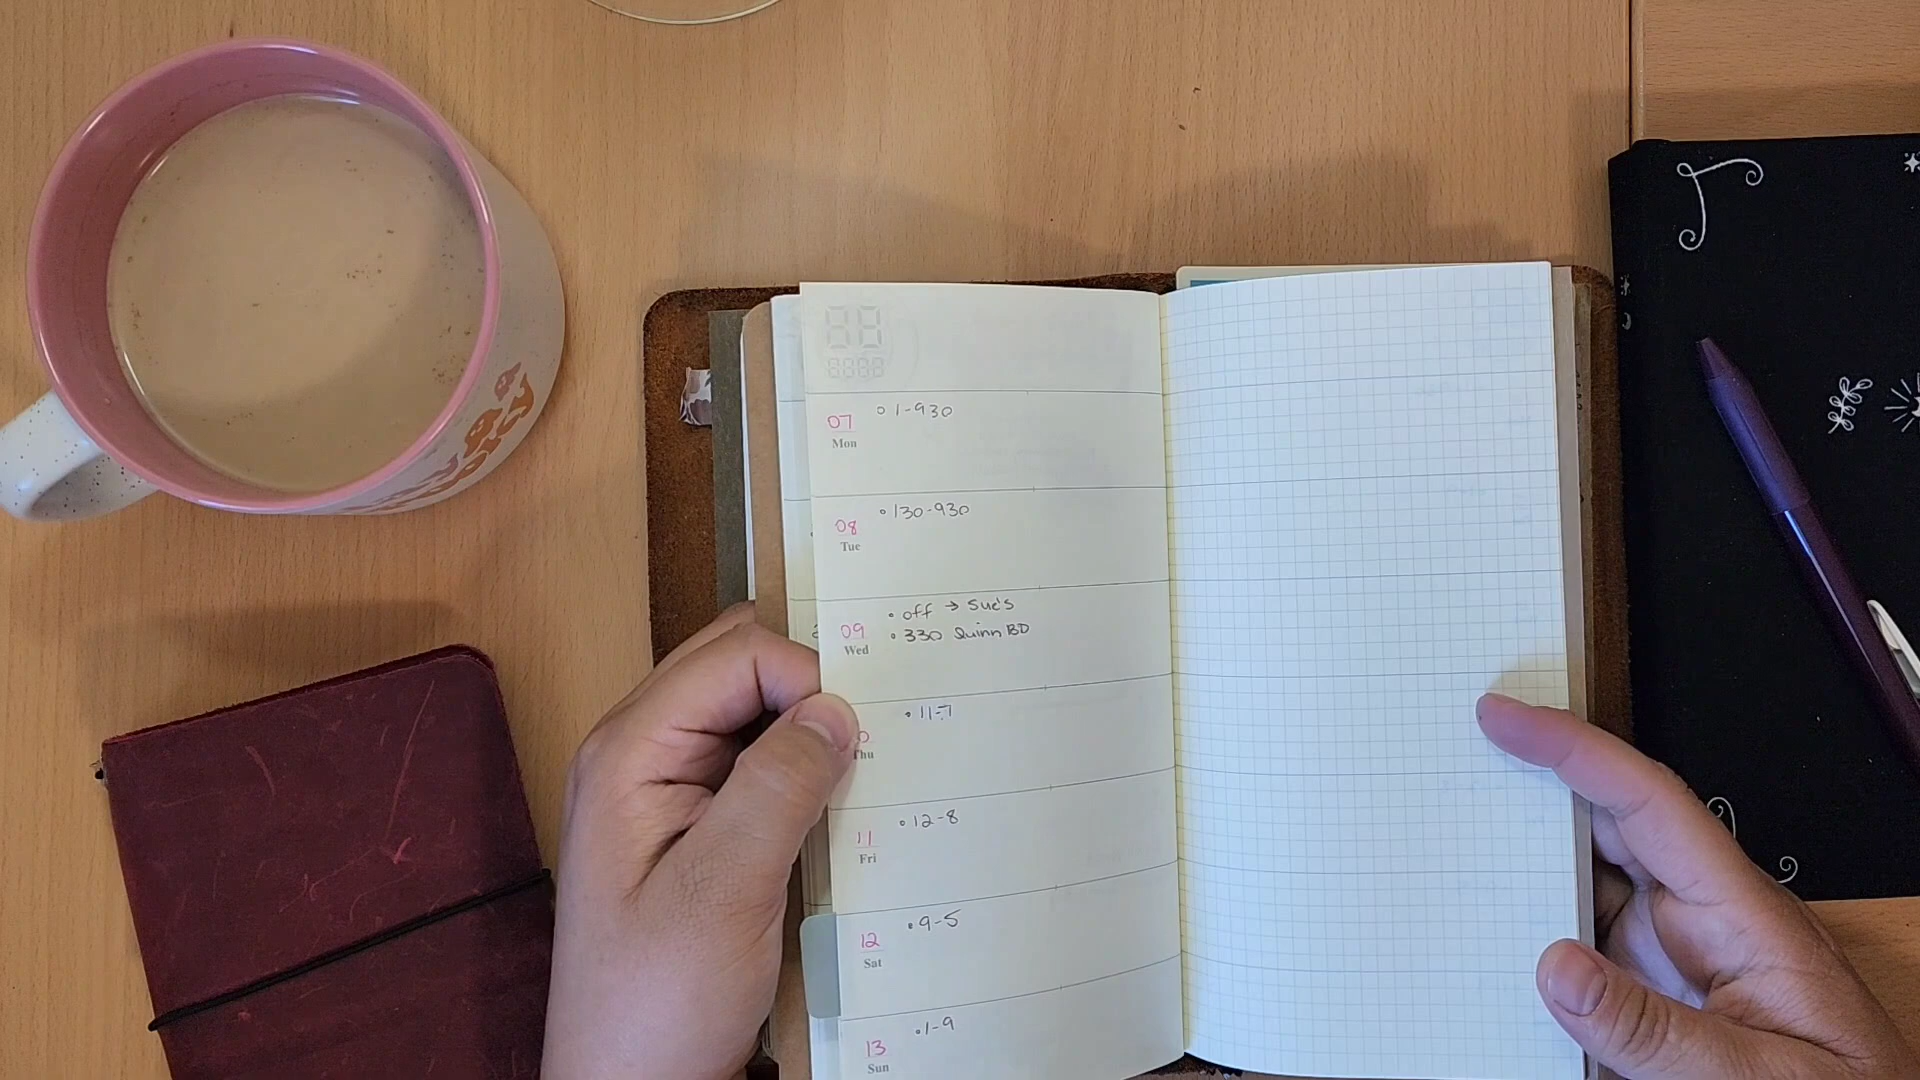 07 • 1-930
Mon
08 • 130-930
Tue
• off → Sue's
09 • 330 Quinn BD
Wed
• 11-7
0
Thu
• 12-8
11
Fri
• 9-5
12
Sat
• 1-9
13
Sun